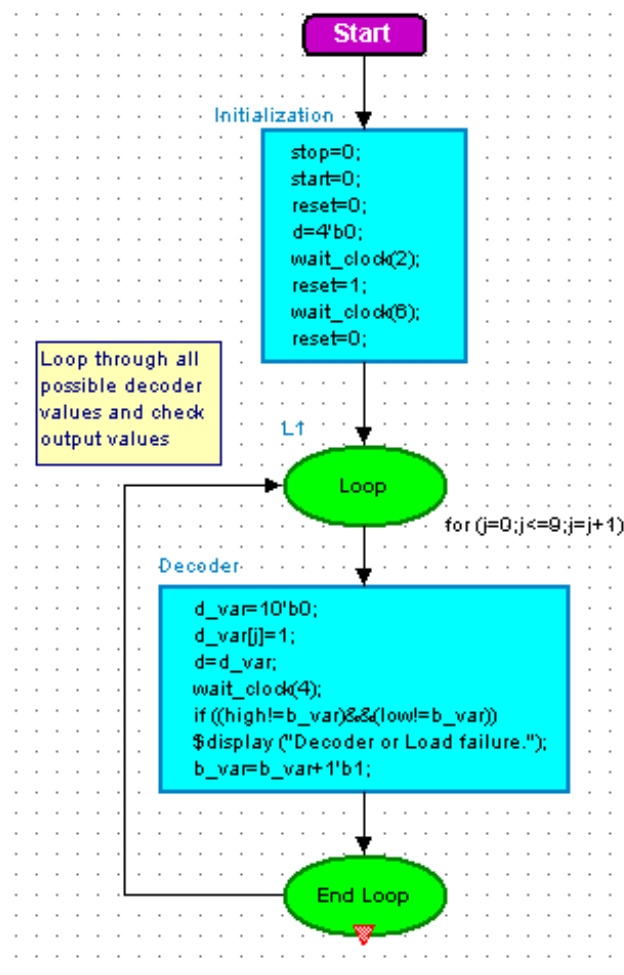 Start
Initialization
stop=0;
start=0;
reset=0;
d=4'b0;
wait_clock(2);
reset=1;
wait_clock(6);
reset=0;
Loop through all
possible decoder
values and check
output values
L1
Loop
for (j=0;j<=9;j=j+1)
Decoder
d_var=10'b0;
d_var[j]=1;
d=d_var;
wait_clock(4);
if ((high!=b_var)&&(low!=b_var))
$display ("Decoder or Load failure.");
b_var=b_var+1'b1;
End Loop